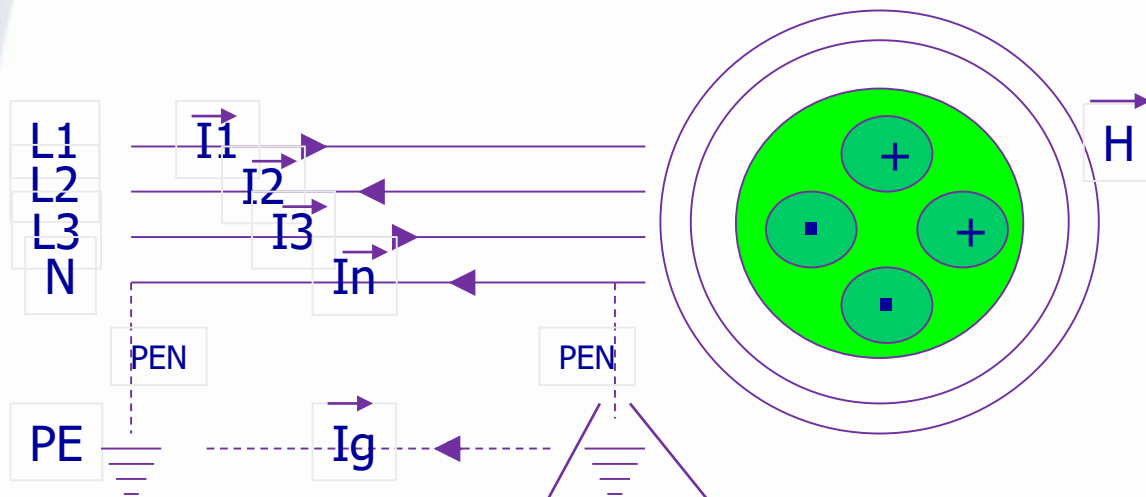 L1
I1
L2
I2
L3
I3
N
In
PEN
PEN
PE
Ig
+
+
H